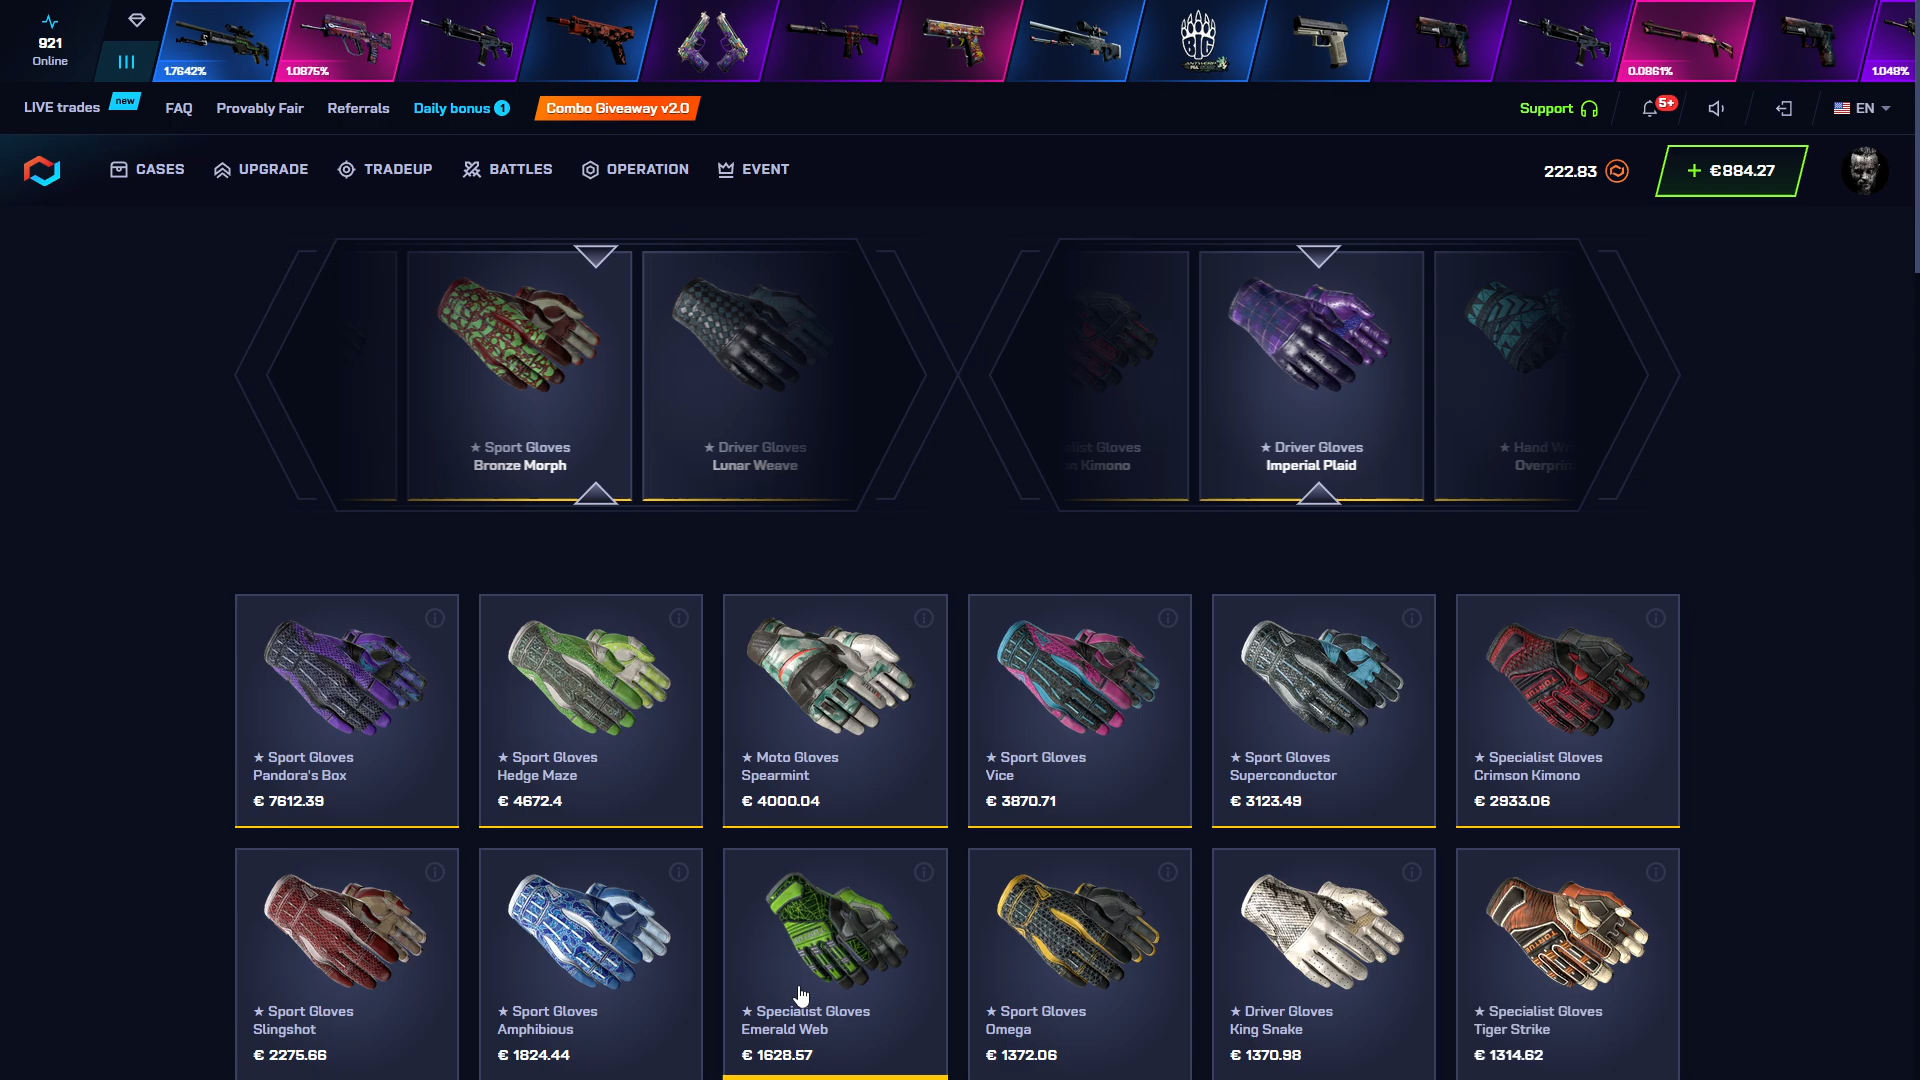 921
Online
1.7642%
1.0875%
0.0861%
1.048%
LIVE trades
new
FAQ
Provably Fair
Referrals
Daily bonus 1
Combo Giveaway v2.0
Support
5+
EN
CASES
UPGRADE
TRADEUP
BATTLES
OPERATION
EVENT
222.83
+ €884.27
★ Sport Gloves
Bronze Morph
★ Driver Gloves
Lunar Weave
Gloves
Kimono
★ Driver Gloves
Imperial Plaid
★ Hand
★ Sport Gloves
Pandora's Box
€ 7612.39
★ Sport Gloves
Hedge Maze
€ 4672.4
★ Moto Gloves
Spearmint
€ 4000.04
★ Sport Gloves
Vice
€ 3870.71
★ Sport Gloves
Superconductor
€ 3123.49
★ Specialist Gloves
Crimson Kimono
€ 2933.06
★ Sport Gloves
Slingshot
€ 2275.66
★ Sport Gloves
Amphibious
€ 1824.44
★ Specialist Gloves
Emerald Web
€ 1628.57
★ Sport Gloves
Omega
€ 1372.06
★ Driver Gloves
King Snake
€ 1370.98
★ Specialist Gloves
Tiger Strike
€ 1314.62